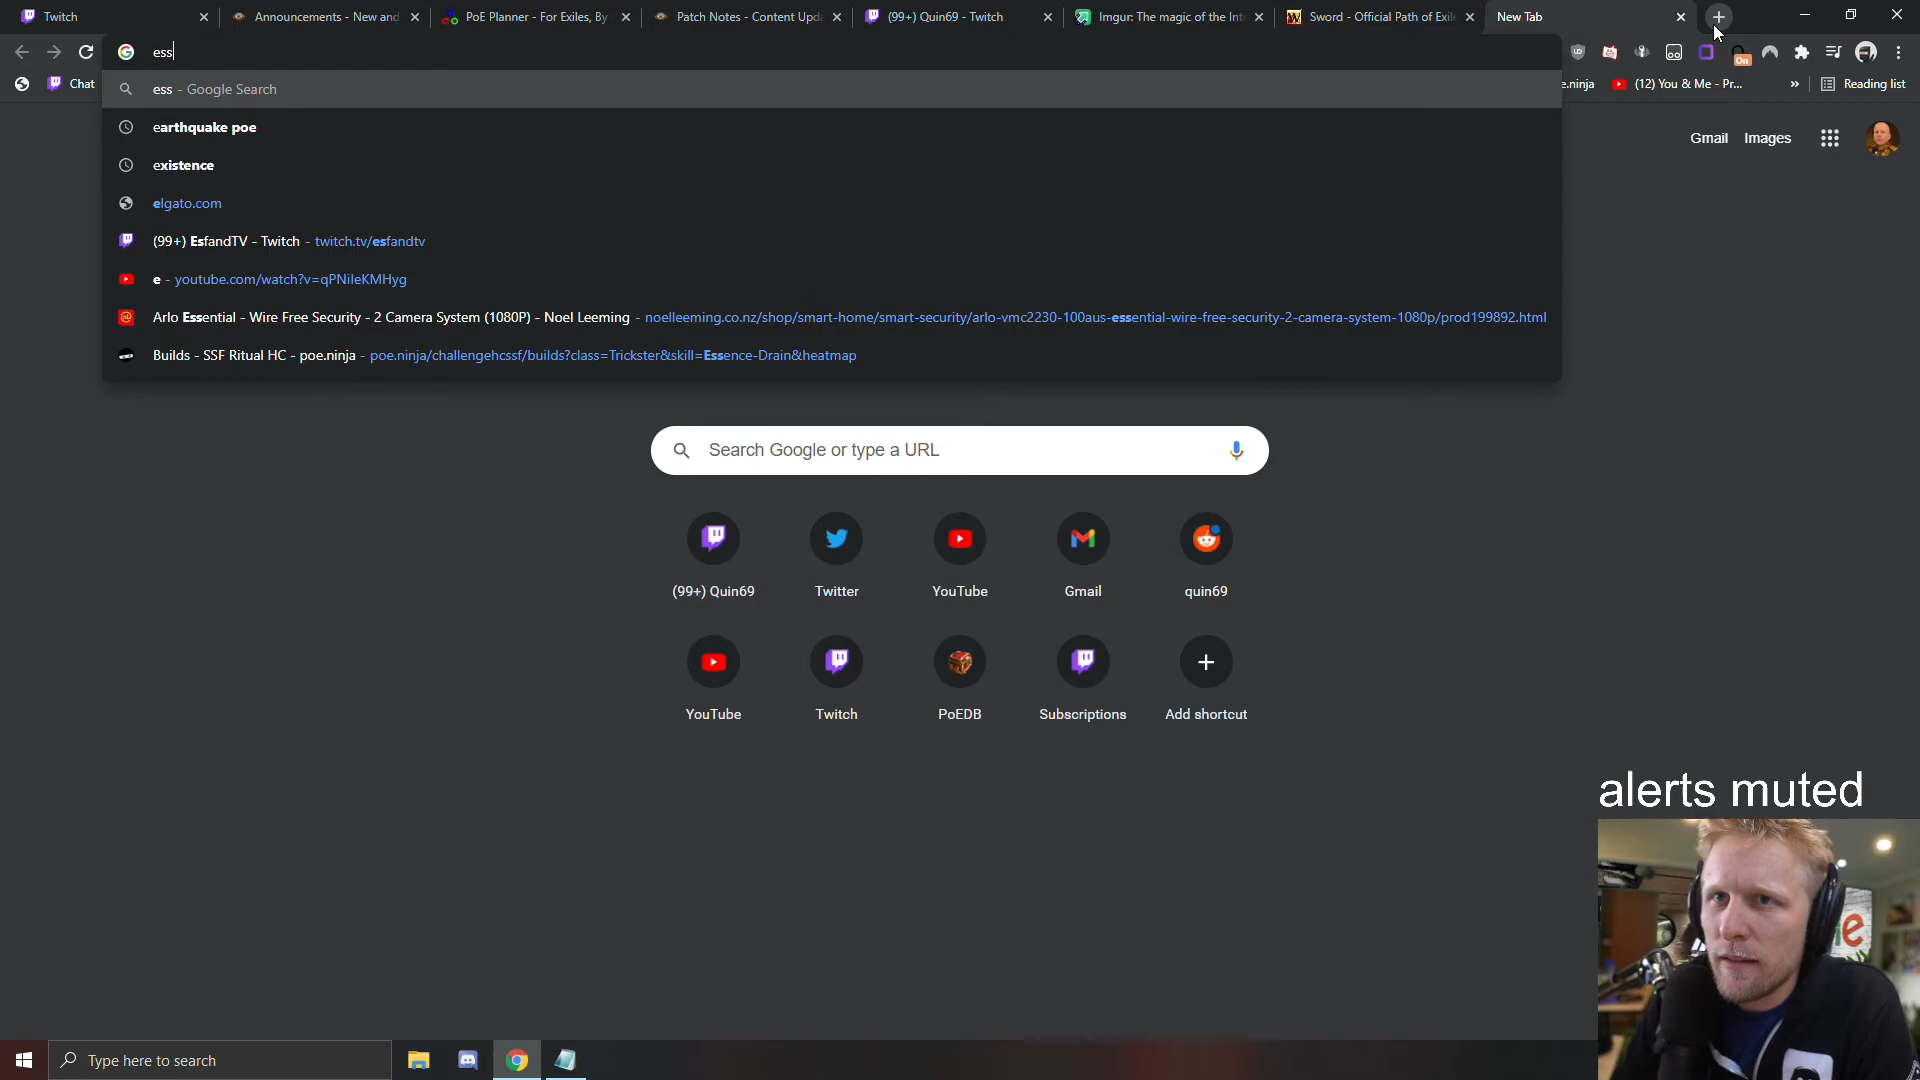 Twitch
Announcements - New and
PoE Planner - For Exiles, By
Patch Notes - Content Upda
(99+) Quin69 - Twitch
Imgur: The magic of the Int
Sword - Official Path of Exile
New Tab
ess
On
Chat
e.ninja
(12) You & Me - Pr...
»
Reading list
ess - Google Search
earthquake poe
existence
elgato.com
(99+) EsfandTV - Twitch - twitch.tv/esfandtv
e - youtube.com/watch?v=qPNileKMHyg
Arlo Essential - Wire Free Security - 2 Camera System (1080P) - Noel Leeming - noelleeming.co.nz/shop/smart-home/smart-security/arlo-vmc2230-100aus-essential-wire-free-security-2-camera-system-1080p/prod199892.html
Builds - SSF Ritual HC - poe.ninja - poe.ninja/challengehcssf/builds?class=Trickster&skill=Essence-Drain&heatmap
Gmail
Images
Search Google or type a URL
(99+) Quin69
Twitter
YouTube
Gmail
quin69
YouTube
Twitch
PoEDB
Subscriptions
Add shortcut
alerts muted
Type here to search